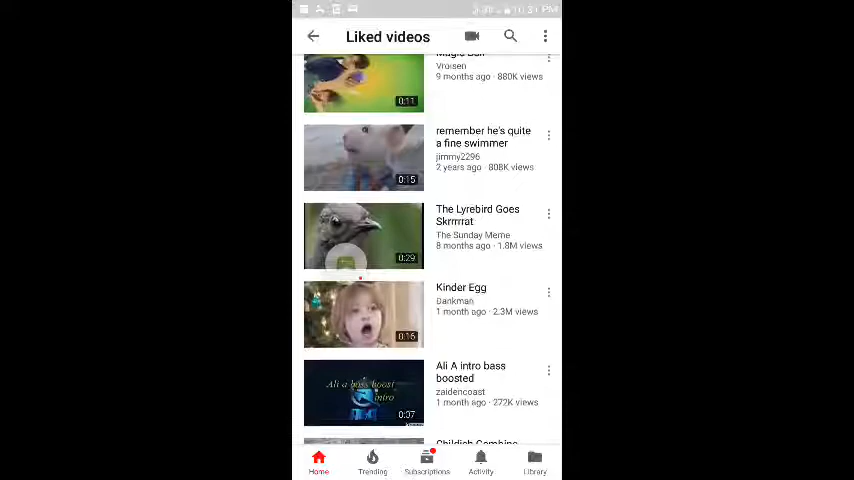 Liked videos
Vroisen
9 months ago · 880K views
0:11
remember he's quite
a fine swimmer
jimmy2296
2 years ago · 808K views
0:15
The Lyrebird Goes
Skrrrrrat
The Sunday Meme
8 months ago · 1.8M views
0:29
Kinder Egg
Dankman
1 month ago · 2.3M views
0:16
Ali A intro bass
boosted
zaidencoast
1 month ago · 272K views
Ali a bass boost
intro
0:07
Home
Trending
Subscriptions
Activity
Library